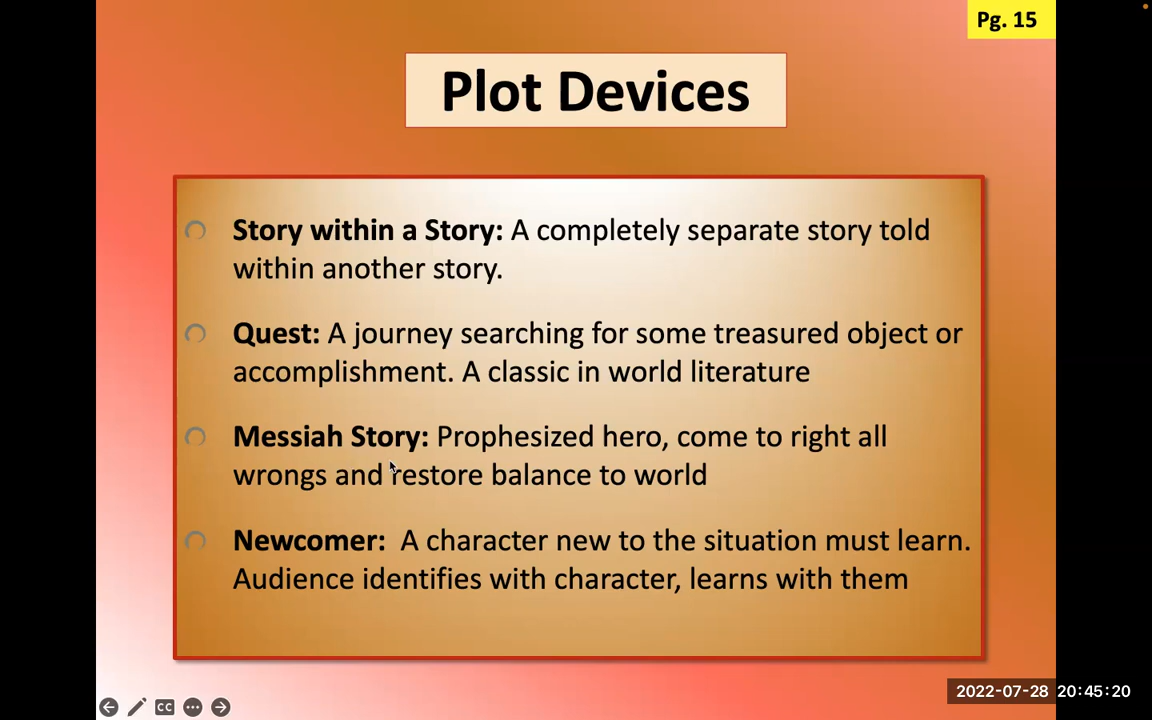 Pg. 15
Plot Devices
Story within a Story: A completely separate story told
within another story.
Quest: A journey searching for some treasured object or
accomplishment. A classic in world literature
Messiah Story: Prophesized hero, come to right all
wrongs and restore balance to world
Newcomer: A character new to the situation must learn.
Audience identifies with character, learns with them
CC
2022-07-28 20:45:20